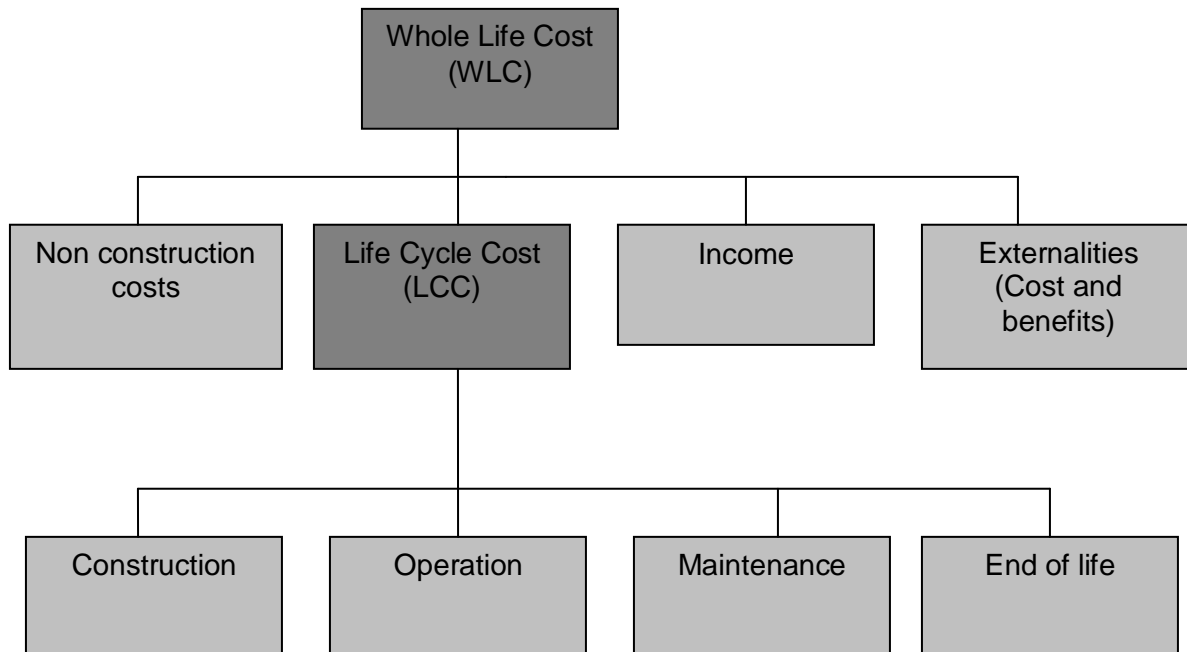 Whole Life Cost
(WLC)
Non construction
costs
Life Cycle Cost
(LCC)
Income
Externalities
(Cost and
benefits)
Construction
Operation
Maintenance
End of life